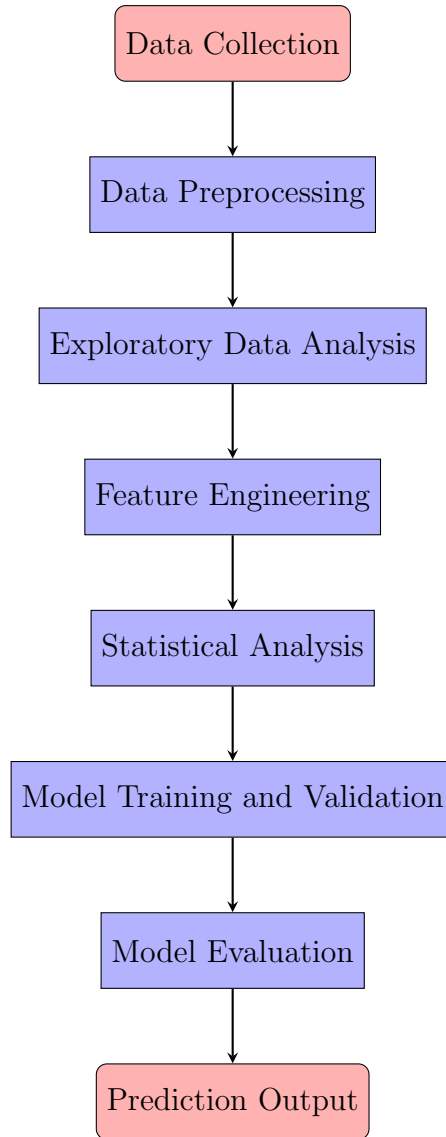 Data Collection
Data Preprocessing
Exploratory Data Analysis
Feature Engineering
Statistical Analysis
Model Training and Validation
Model Evaluation
Prediction Output